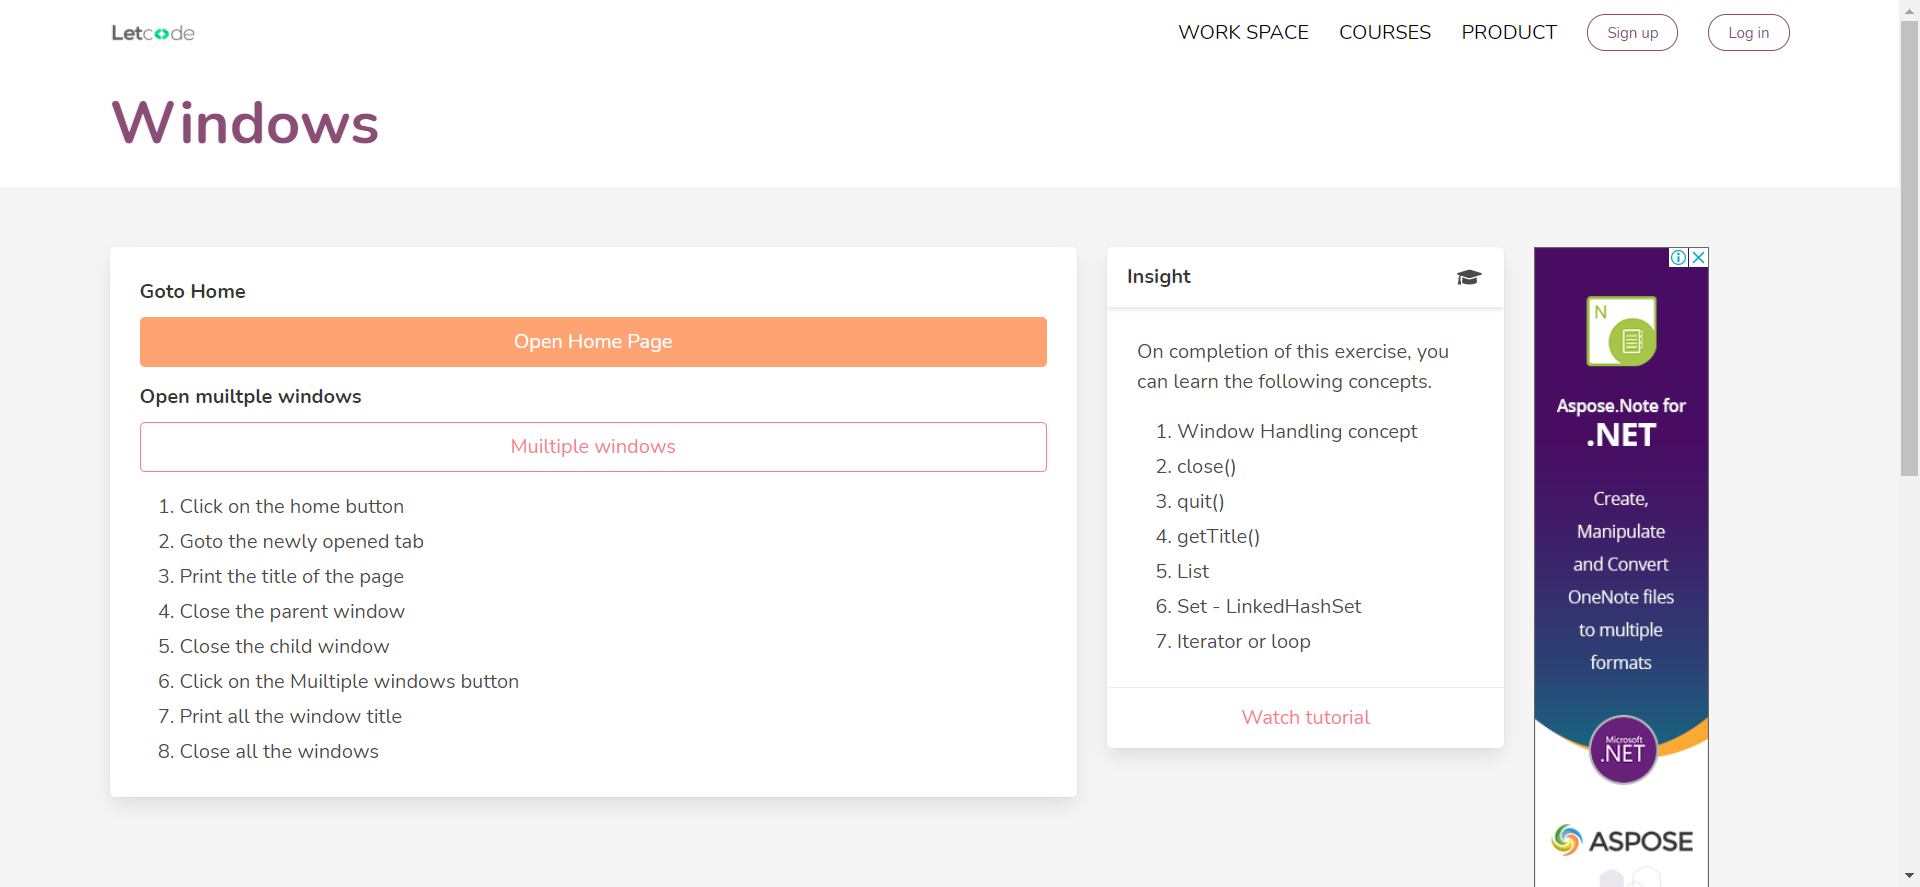 Letcode
WORK SPACE
COURSES
PRODUCT
Sign up
Log in
Windows
Goto Home
Open Home Page
Open muiltple windows
Muiltiple windows
1. Click on the home button
2. Goto the newly opened tab
3. Print the title of the page
4. Close the parent window
5. Close the child window
6. Click on the Muiltiple windows button
7. Print all the window title
8. Close all the windows
Insight
On completion of this exercise, you
can learn the following concepts.
1. Window Handling concept
2. close()
3. quit()
4. getTitle()
5. List
6. Set - LinkedHashSet
7. Iterator or loop
Watch tutorial
N
Aspose.Note for
.NET
Create,
Manipulate
and Convert
OneNote files
to multiple
formats
Microsoft
.NET
ASPOSE